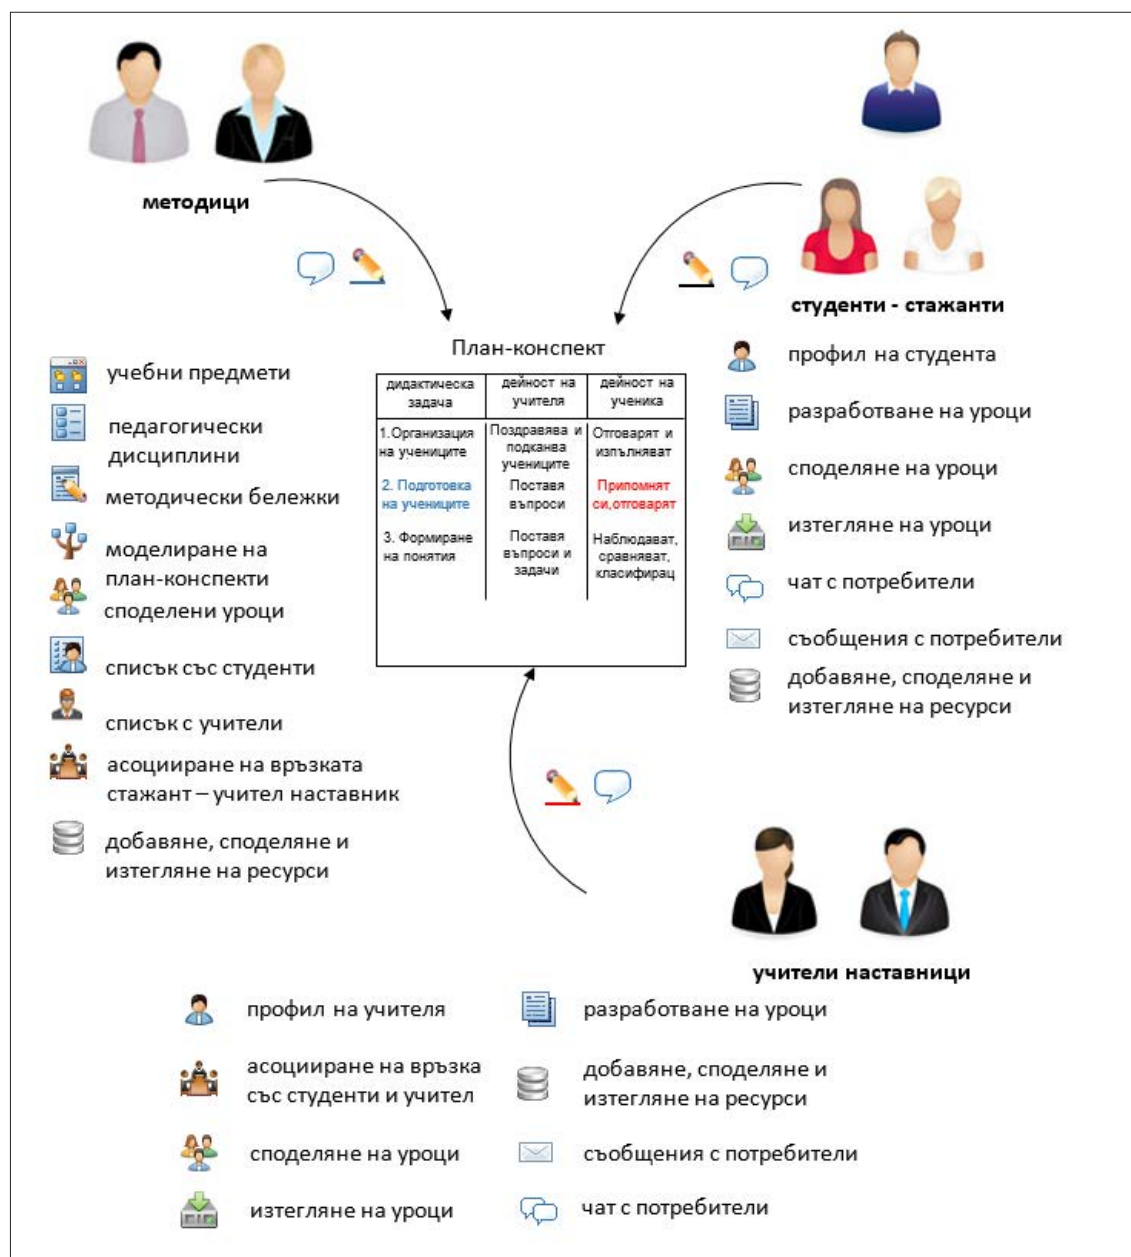 методици
студенти - стажанти
План-конспект
дидактическа
задача
дейност на
учителя
дейност на
ученика
1.Организация
на учениците
Поздравява и
подканва
учениците
Отговарят и
изпълняват
2. Подготовка
на учениците
Поставя
въпроси
Припомнят
си,отговарят
3. Формиране
на понятия
Поставя
въпроси и
задачи
Наблюдават,
сравняват,
класифирац
учебни предмети
педагогически
дисциплини
методически бележки
моделиране на
план-конспекти
споделени уроци
списък със студенти
списък с учители
асоцииране на връзката
стажант – учител наставник
добавяне, споделяне и
изтегляне на ресурси
профил на студента
разработване на уроци
споделяне на уроци
изтегляне на уроци
чат с потребители
съобщения с потребители
добавяне, споделяне и
изтегляне на ресурси
учители наставници
профил на учителя
асоцииране на връзка
със студенти и учител
споделяне на уроци
изтегляне на уроци
разработване на уроци
добавяне, споделяне и
изтегляне на ресурси
съобщения с потребители
чат с потребители